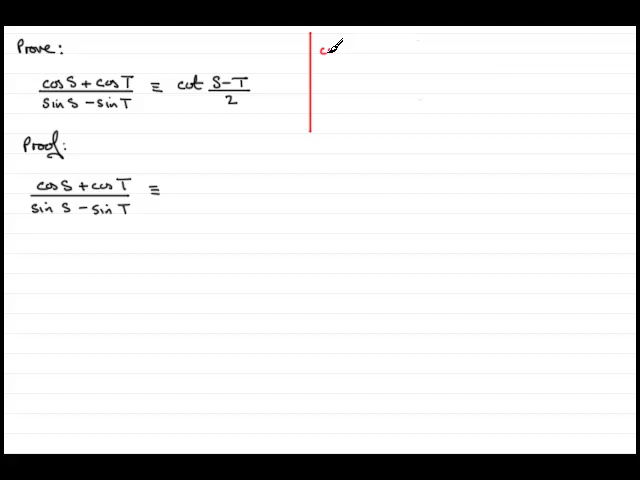 Prove:
cos S + cos T / sin S - sin T ≡ cot S-T / 2
Proof:
cos S + cos T / sin S - sin T ≡